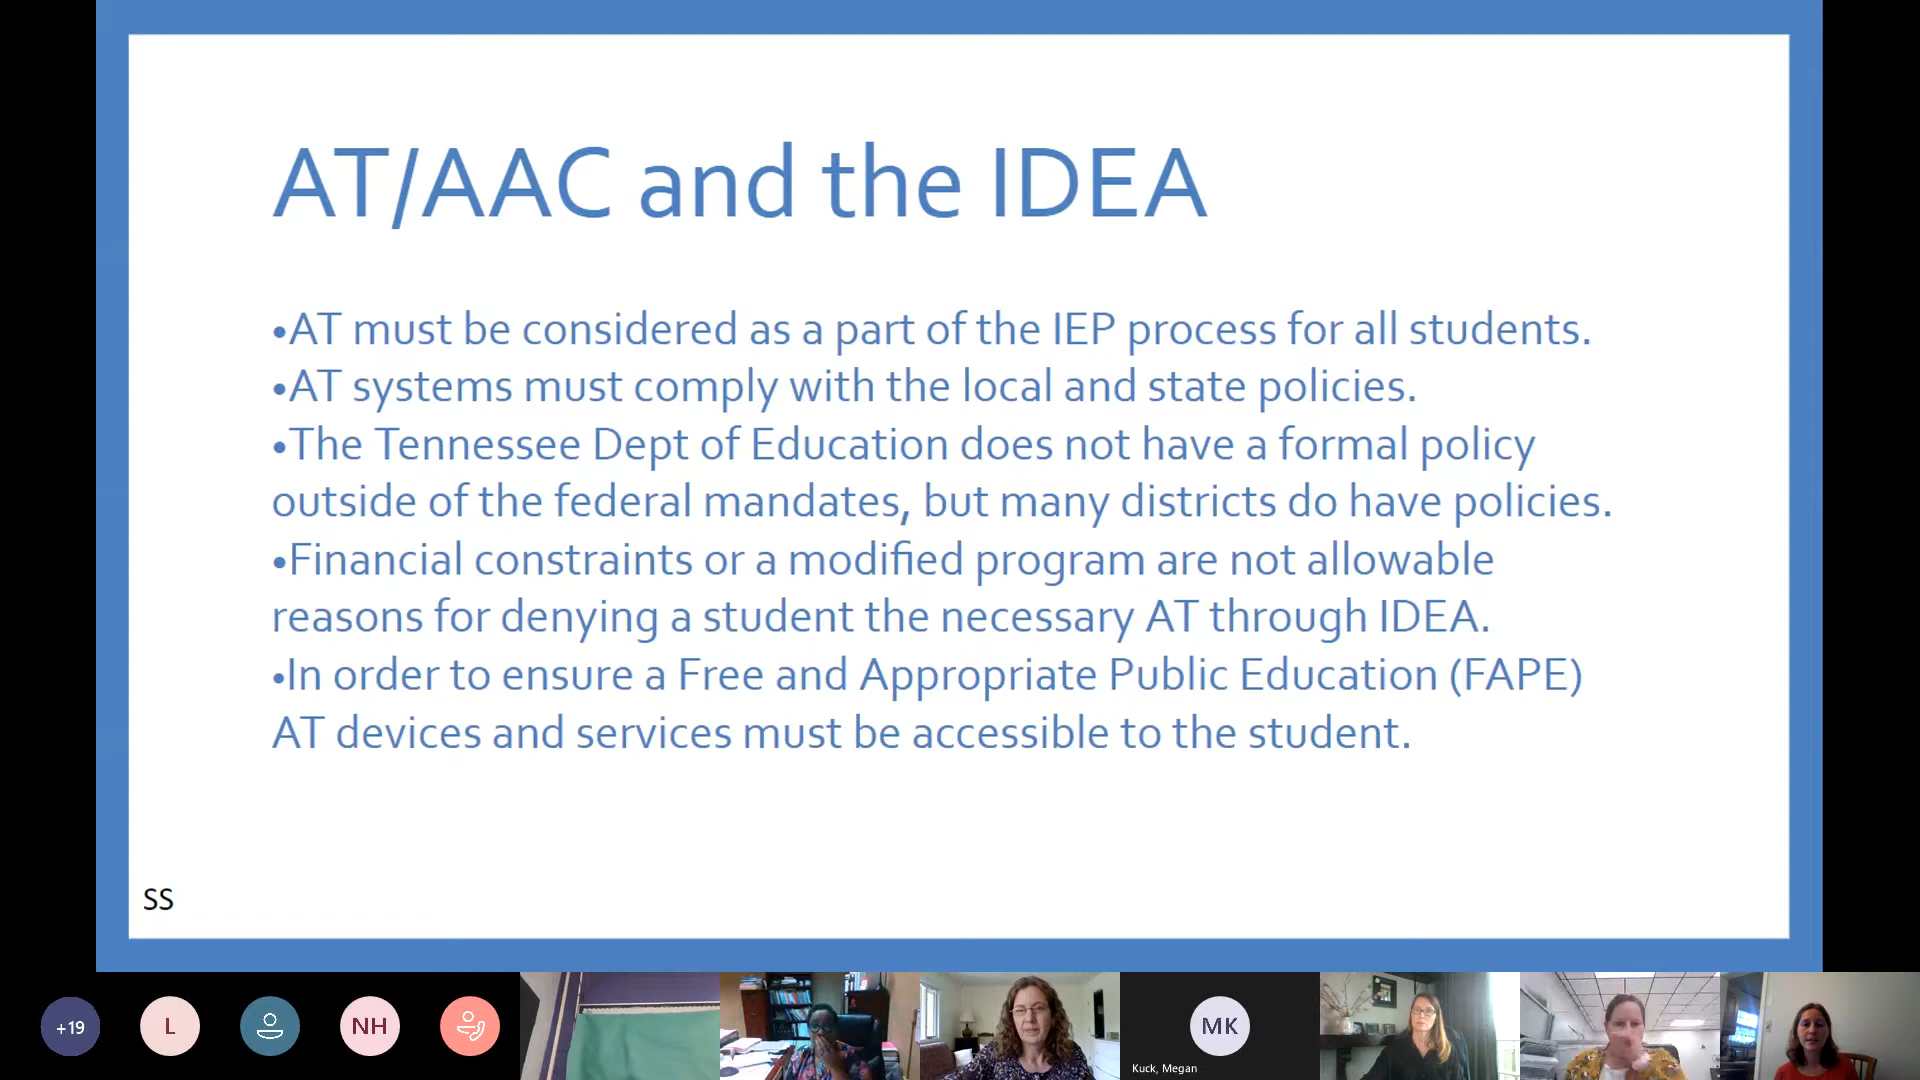 AT/AAC and the IDEA
•AT must be considered as a part of the IEP process for all students.
•AT systems must comply with the local and state policies.
•The Tennessee Dept of Education does not have a formal policy
outside of the federal mandates, but many districts do have policies.
•Financial constraints or a modified program are not allowable
reasons for denying a student the necessary AT through IDEA.
•In order to ensure a Free and Appropriate Public Education (FAPE)
AT devices and services must be accessible to the student.
SS
+19
L
NH
MK
Kuck, Megan